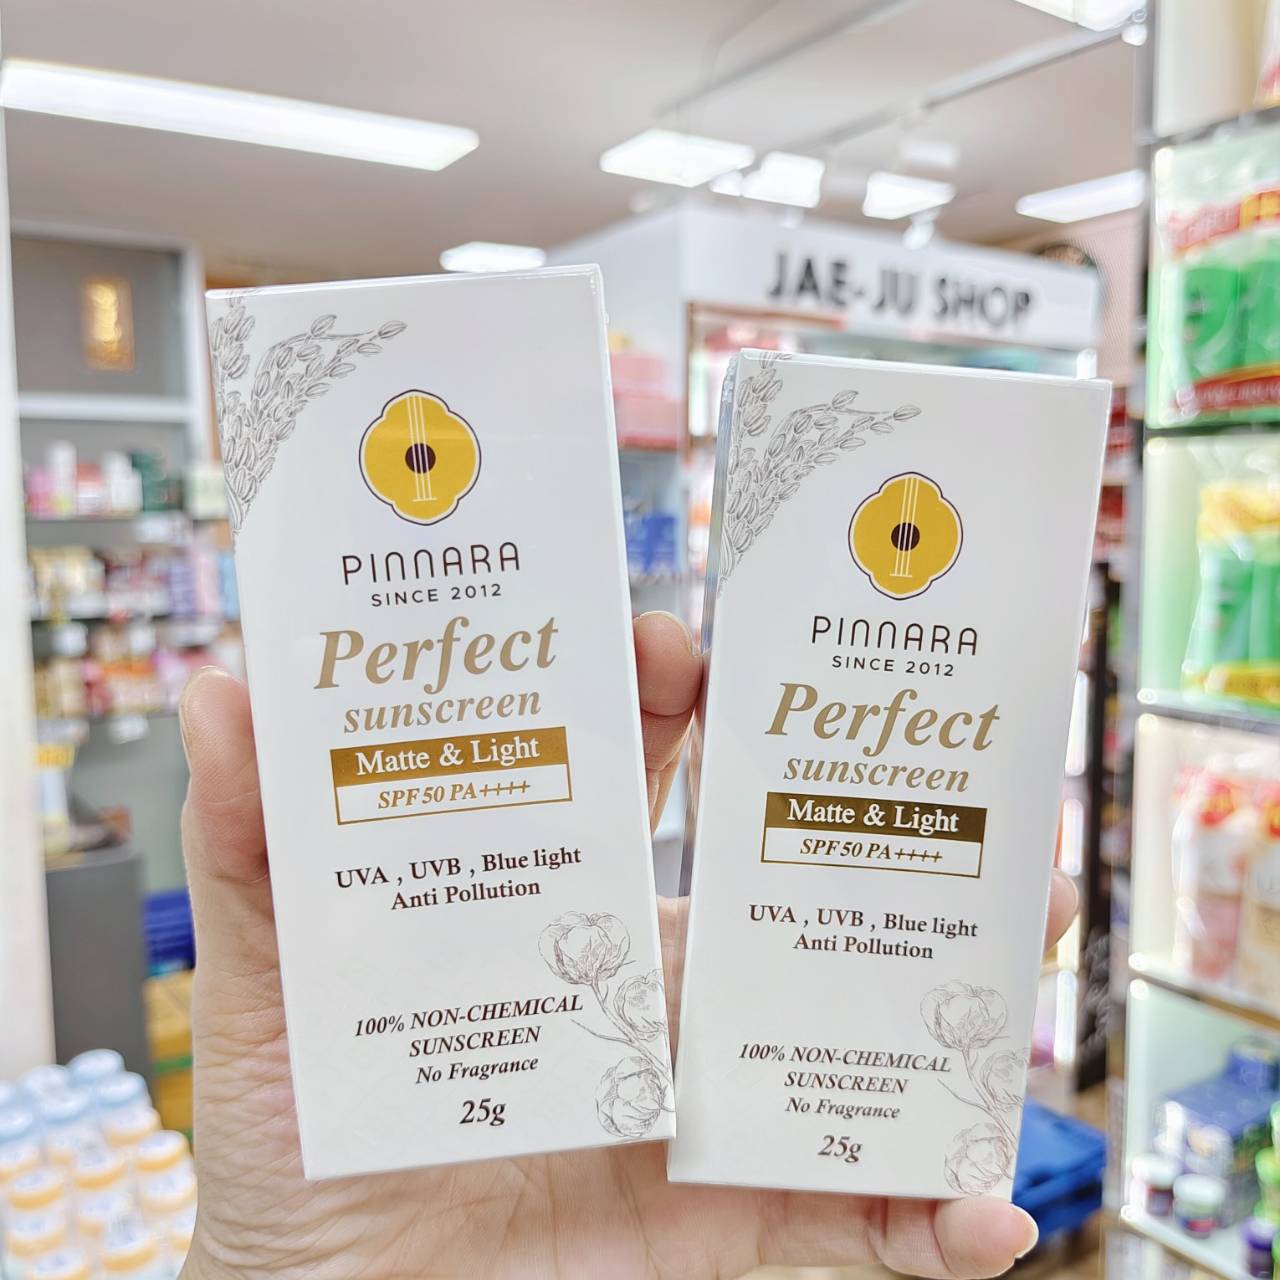 JAE-JU SHOP
PINNARA
SINCE 2012
Perfect
sunscreen
Matte & Light
SPF 50 PA++++
UVA , UVB , Blue light
Anti Pollution
100% NON-CHEMICAL
SUNSCREEN
No Fragrance
25g
PINNARA
SINCE 2012
Perfect
sunscreen
Matte & Light
SPF 50 PA++++
UVA , UVB , Blue light
Anti Pollution
100% NON-CHEMICAL
SUNSCREEN
No Fragrance
25g